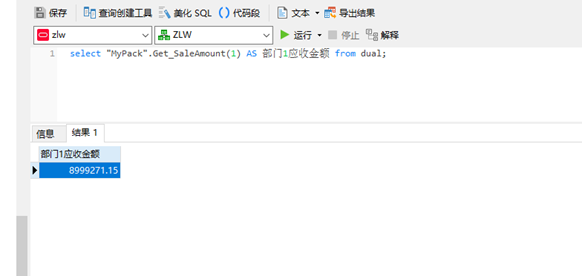 保存 查询创建工具 美化 SQL () 代码段 文本 导出结果
zlw ZLW 运行 停止 解释
1 select "MyPack".Get_SaleAmount(1) AS 部门1应收金额 from dual;
信息 结果 1
部门1应收金额
8999271.15